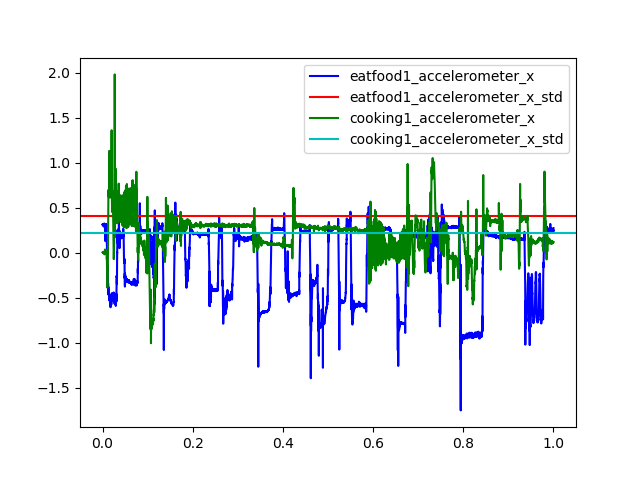 2.0
1.5
1.0
0.5
0.0
−0.5
−1.0
−1.5
eatfood1_accelerometer_x
eatfood1_accelerometer_x_std
cooking1_accelerometer_x
cooking1_accelerometer_x_std
0.0 0.2 0.4 0.6 0.8 1.0